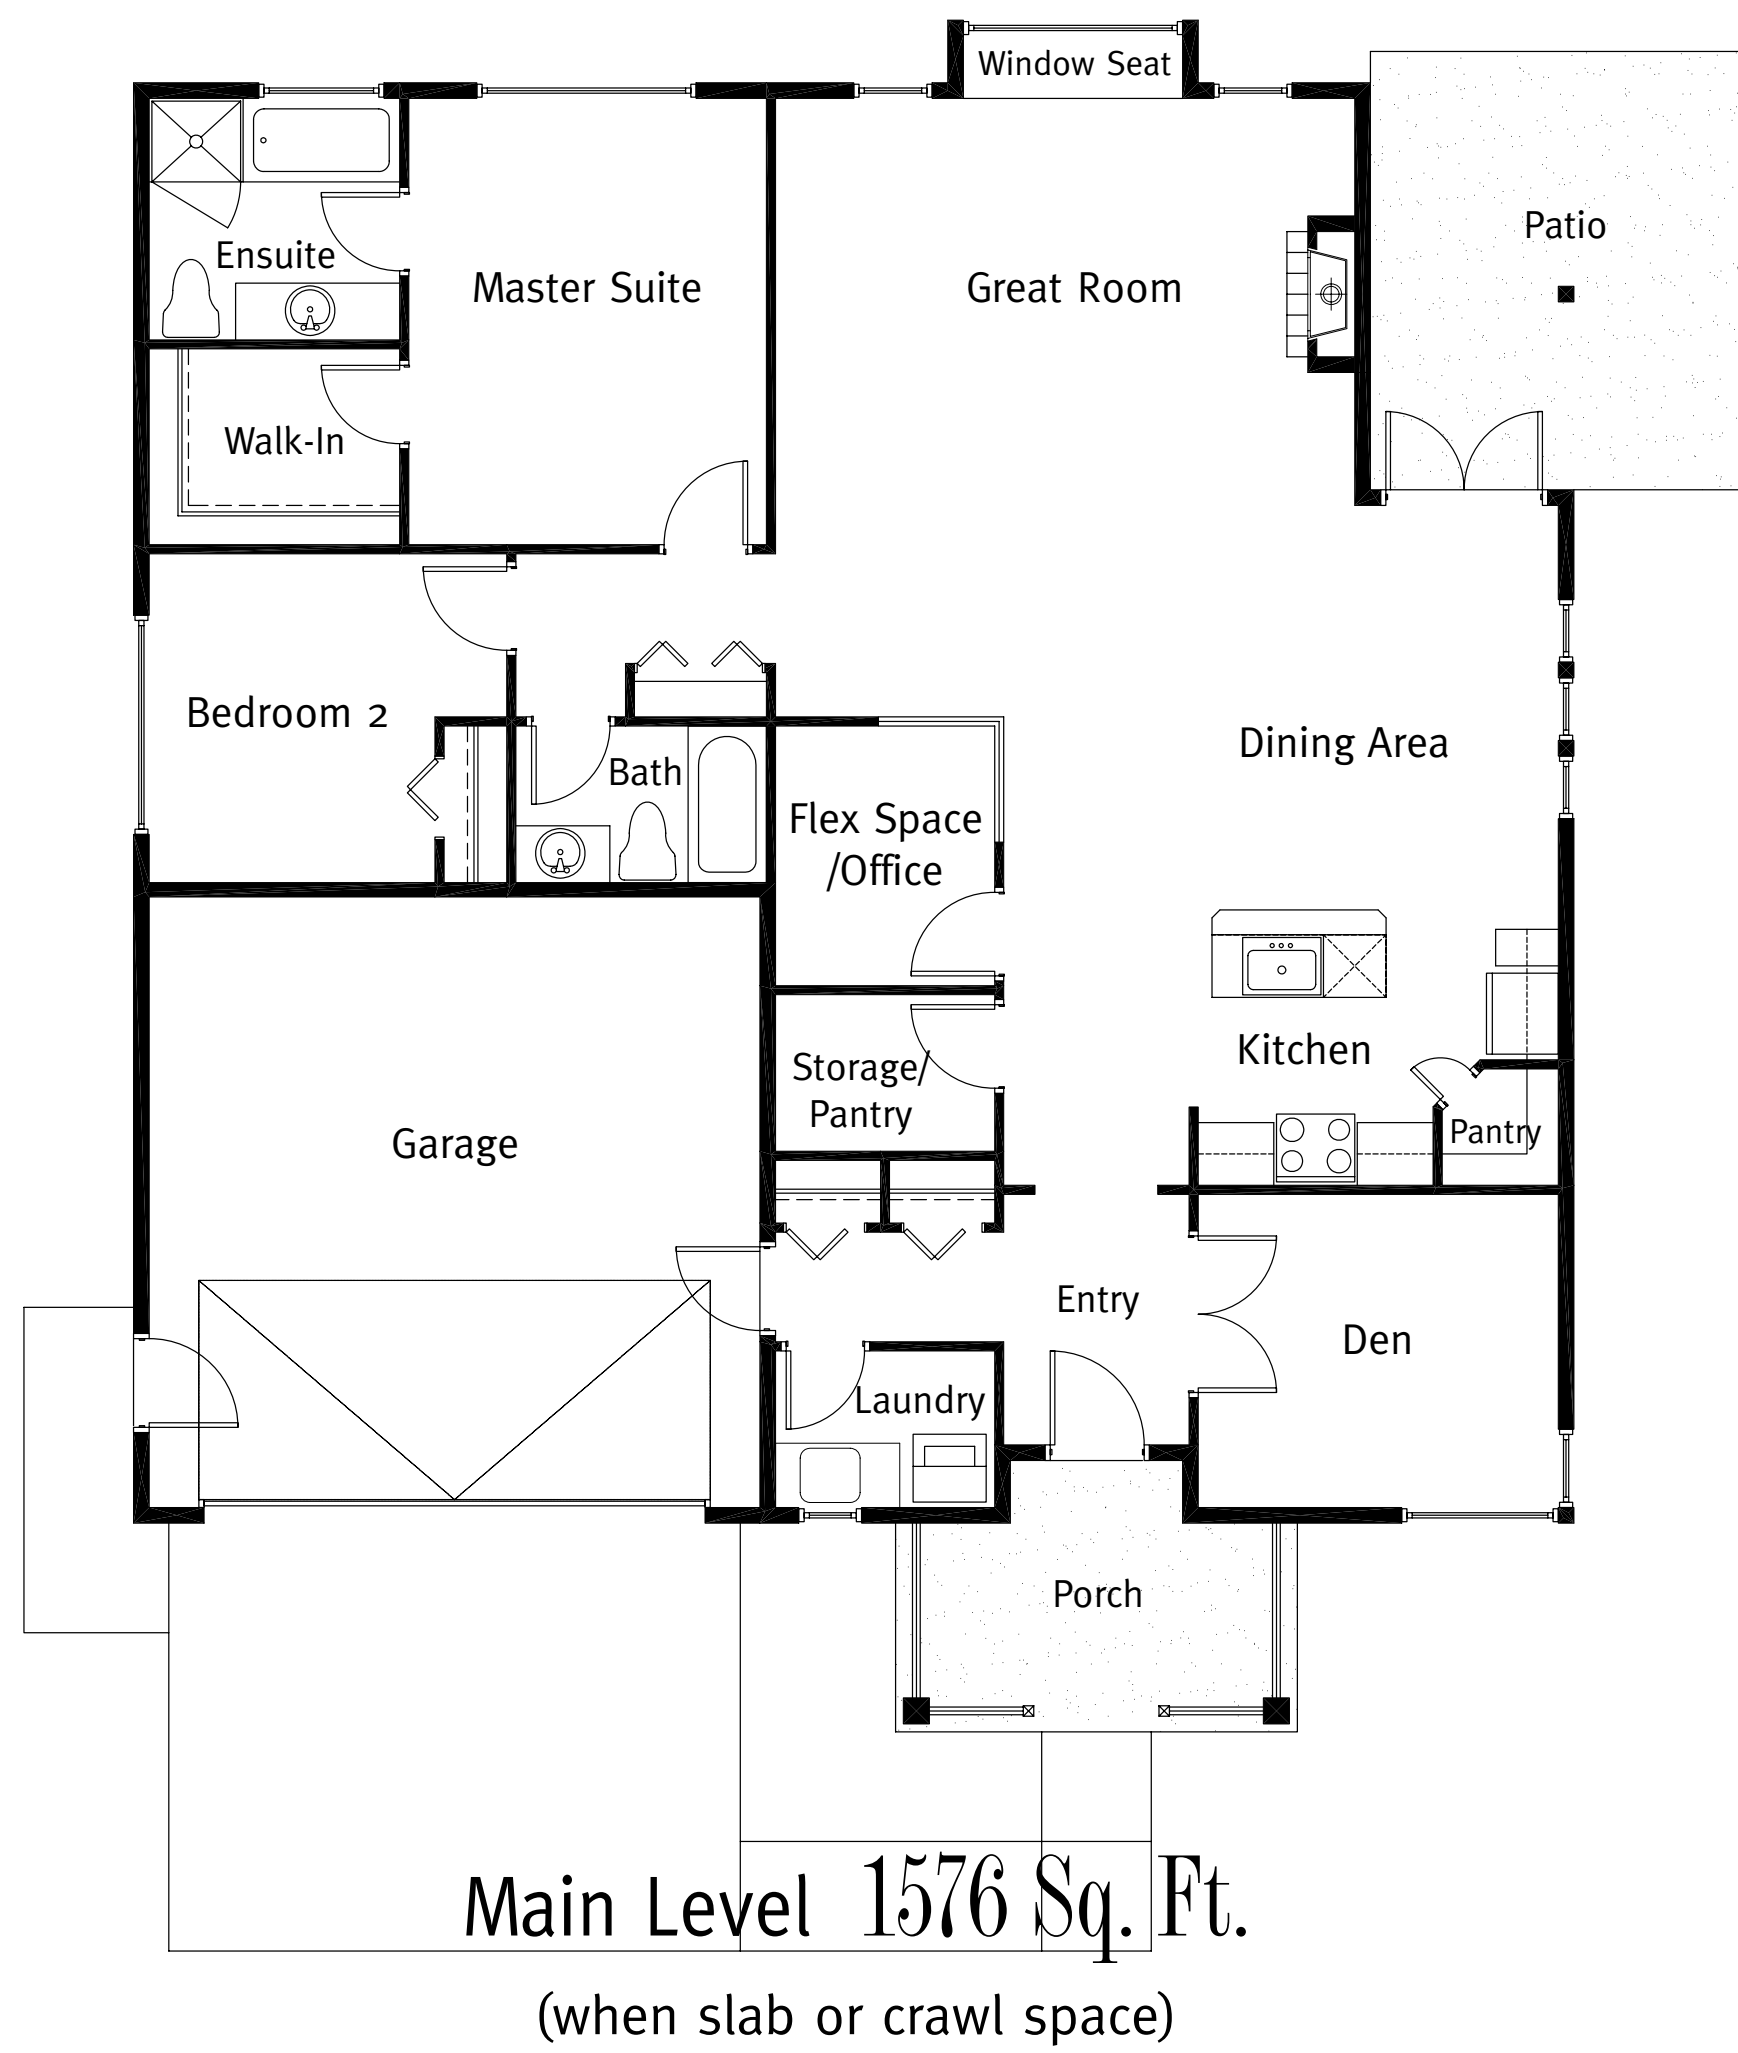 Window Seat
Patio
Ensuite
Master Suite
Great Room
Walk-In
Bedroom 2
Bath
Dining Area
Flex Space
/Office
Kitchen
Storage/
Pantry
Pantry
Garage
Entry
Den
Laundry
Porch
Main Level 1576 Sq. Ft.
(when slab or crawl space)